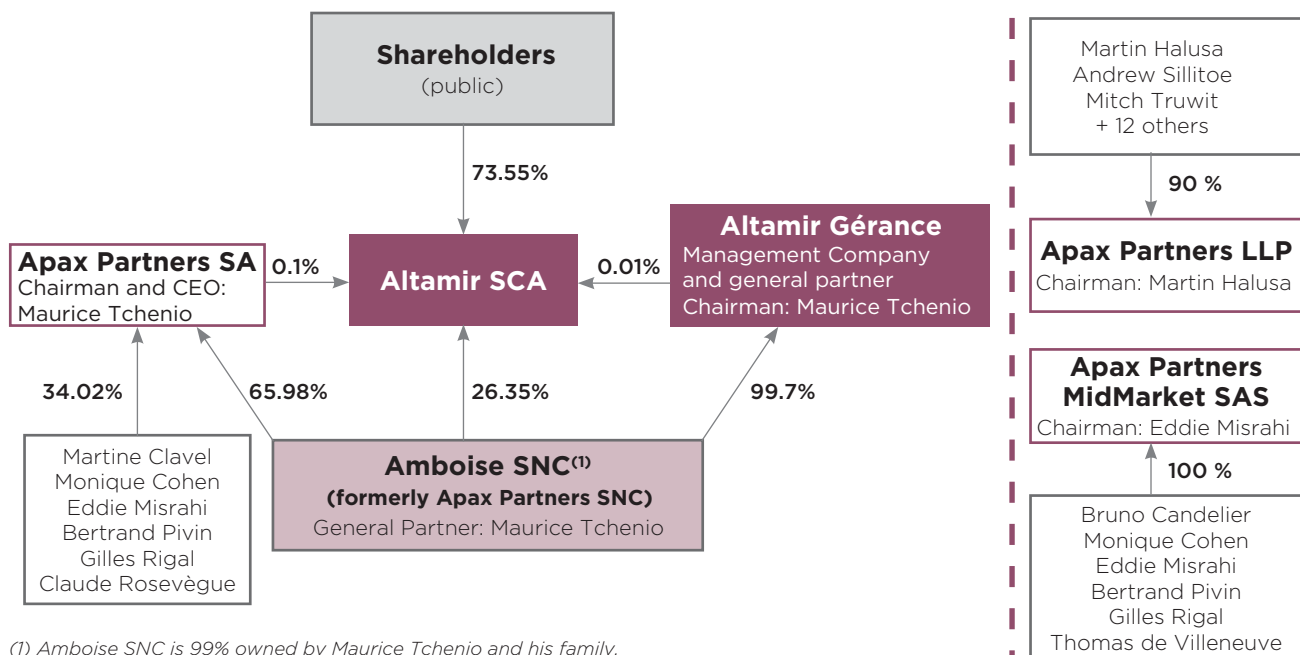 Shareholders
(public)
73.55%
Apax Partners SA
Chairman and CEO:
Maurice Tchenio
0.1%
Altamir SCA
0.01%
Altamir Gérance
Management Company
and general partner
Chairman: Maurice Tchenio
34.02%
65.98%
26.35%
99.7%
Martine Clavel
Monique Cohen
Eddie Misrahi
Bertrand Pivin
Gilles Rigal
Claude Rosevègue
Amboise SNC(1)
(formerly Apax Partners SNC)
General Partner: Maurice Tchenio
(1) Amboise SNC is 99% owned by Maurice Tchenio and his family.
Martin Halusa
Andrew Sillitoe
Mitch Truwit
+ 12 others
90 %
Apax Partners LLP
Chairman: Martin Halusa
Apax Partners
MidMarket SAS
Chairman: Eddie Misrahi
100 %
Bruno Candelier
Monique Cohen
Eddie Misrahi
Bertrand Pivin
Gilles Rigal
Thomas de Villeneuve